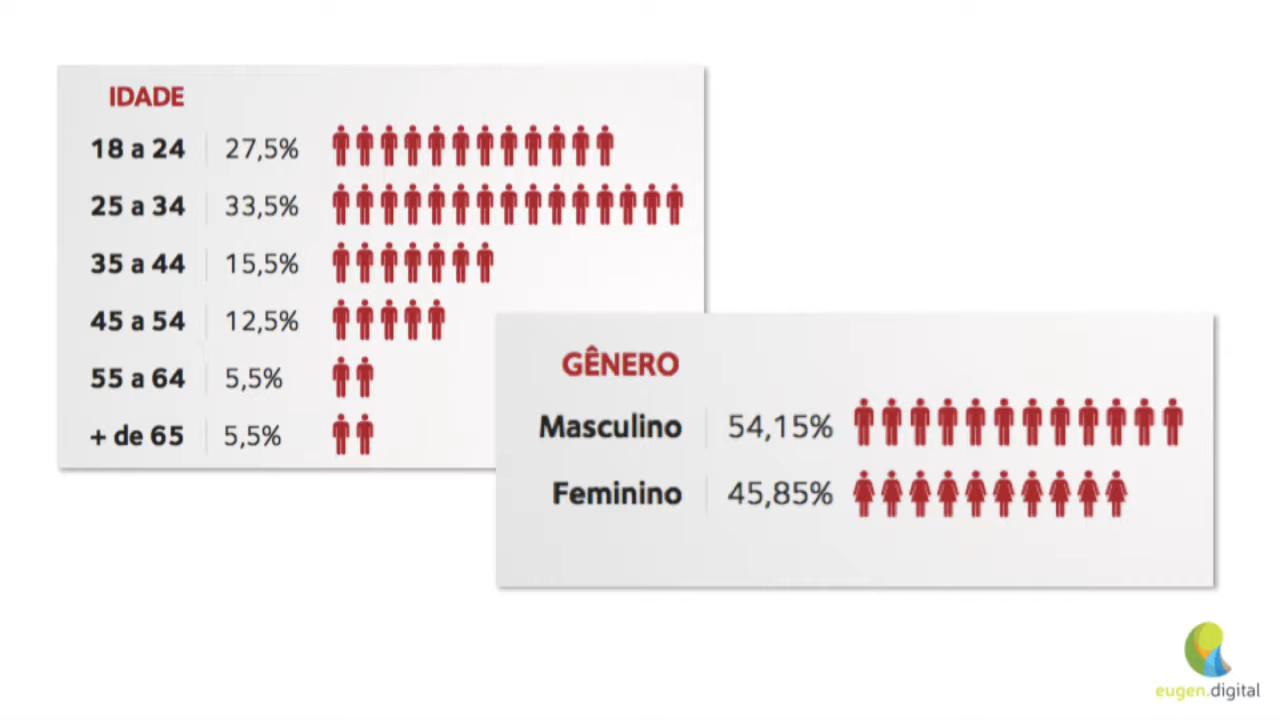 IDADE
18 a 24 27,5%
25 a 34 33,5%
35 a 44 15,5%
45 a 54 12,5%
55 a 64 5,5%
+ de 65 5,5%
GÊNERO
Masculino 54,15%
Feminino 45,85%
eugen.digital